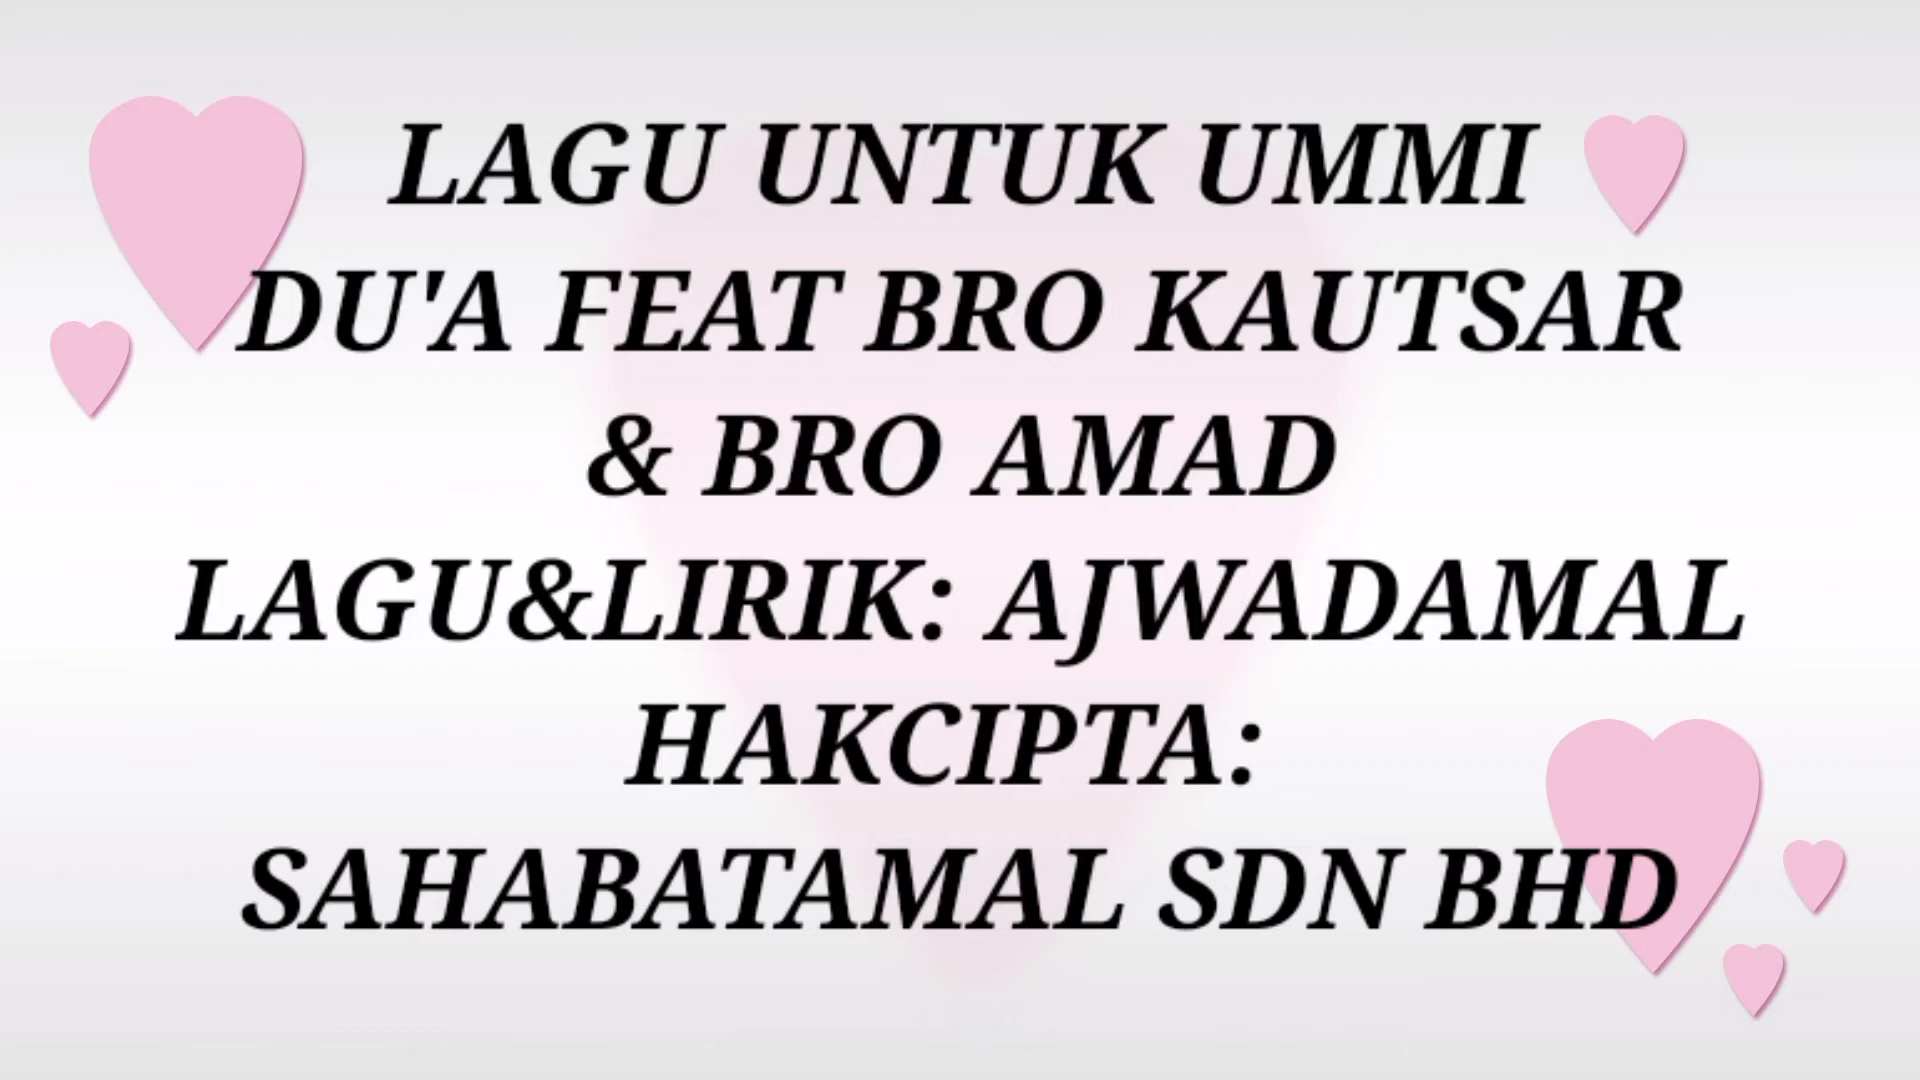 LAGU UNTUK UMMI
DU'A FEAT BRO KAUTSAR
& BRO AMAD
LAGU&LIRIK: AJWADAMAL
HAKCIPTA:
SAHABATAMAL SDN BHD